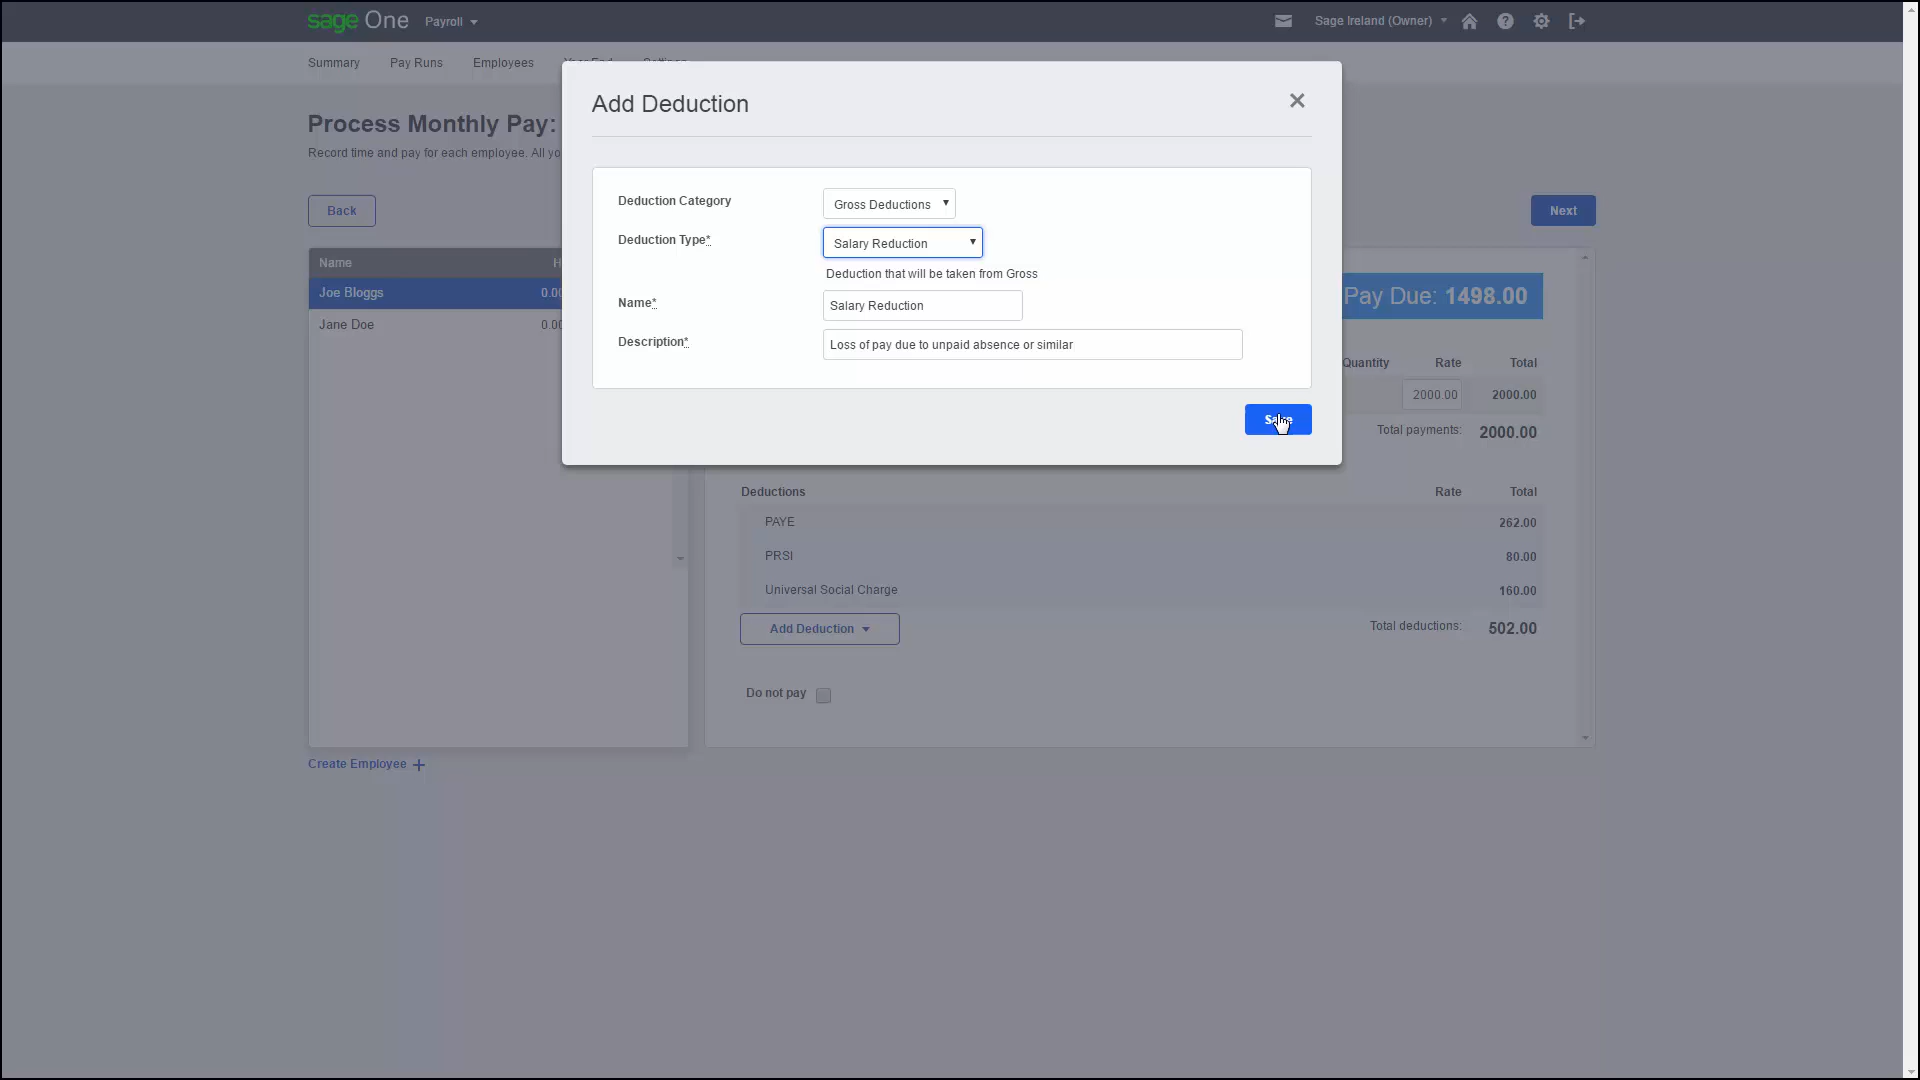 sage One Payroll
Sage Ireland (Owner)
Summary Pay Runs Employees Year End Settings
Add Deduction
Process Monthly Pay:
Record time and pay for each employee. All yo
Back
Next
Deduction Category Gross Deductions
Deduction Type* Salary Reduction
Deduction that will be taken from Gross
Name* Salary Reduction
Description* Loss of pay due to unpaid absence or similar
Save
Name H
Joe Bloggs 0.00
Jane Doe 0.00
Pay Due: 1498.00
Quantity Rate Total
2000.00 2000.00
Total payments: 2000.00
Deductions Rate Total
PAYE 262.00
PRSI 80.00
Universal Social Charge 160.00
Add Deduction Total deductions: 502.00
Do not pay
Create Employee